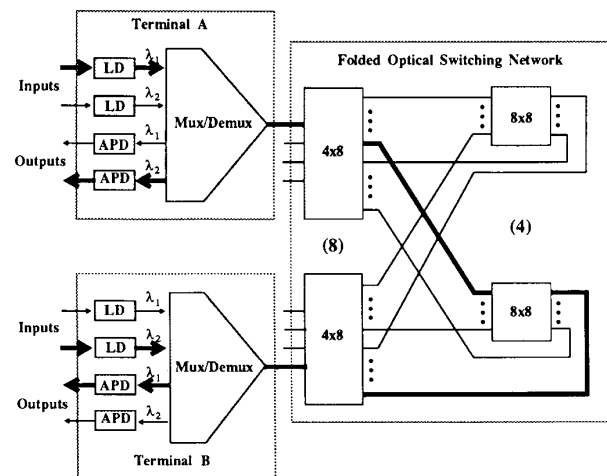 Terminal A
LD
λ1
Inputs
LD
λ2
Mux/Demux
APD
λ1
Outputs
APD
λ2
Folded Optical Switching Network
4x8
8x8
(8)
(4)
4x8
8x8
LD
λ1
Inputs
LD
λ2
Mux/Demux
APD
λ1
Outputs
APD
λ2
Terminal B